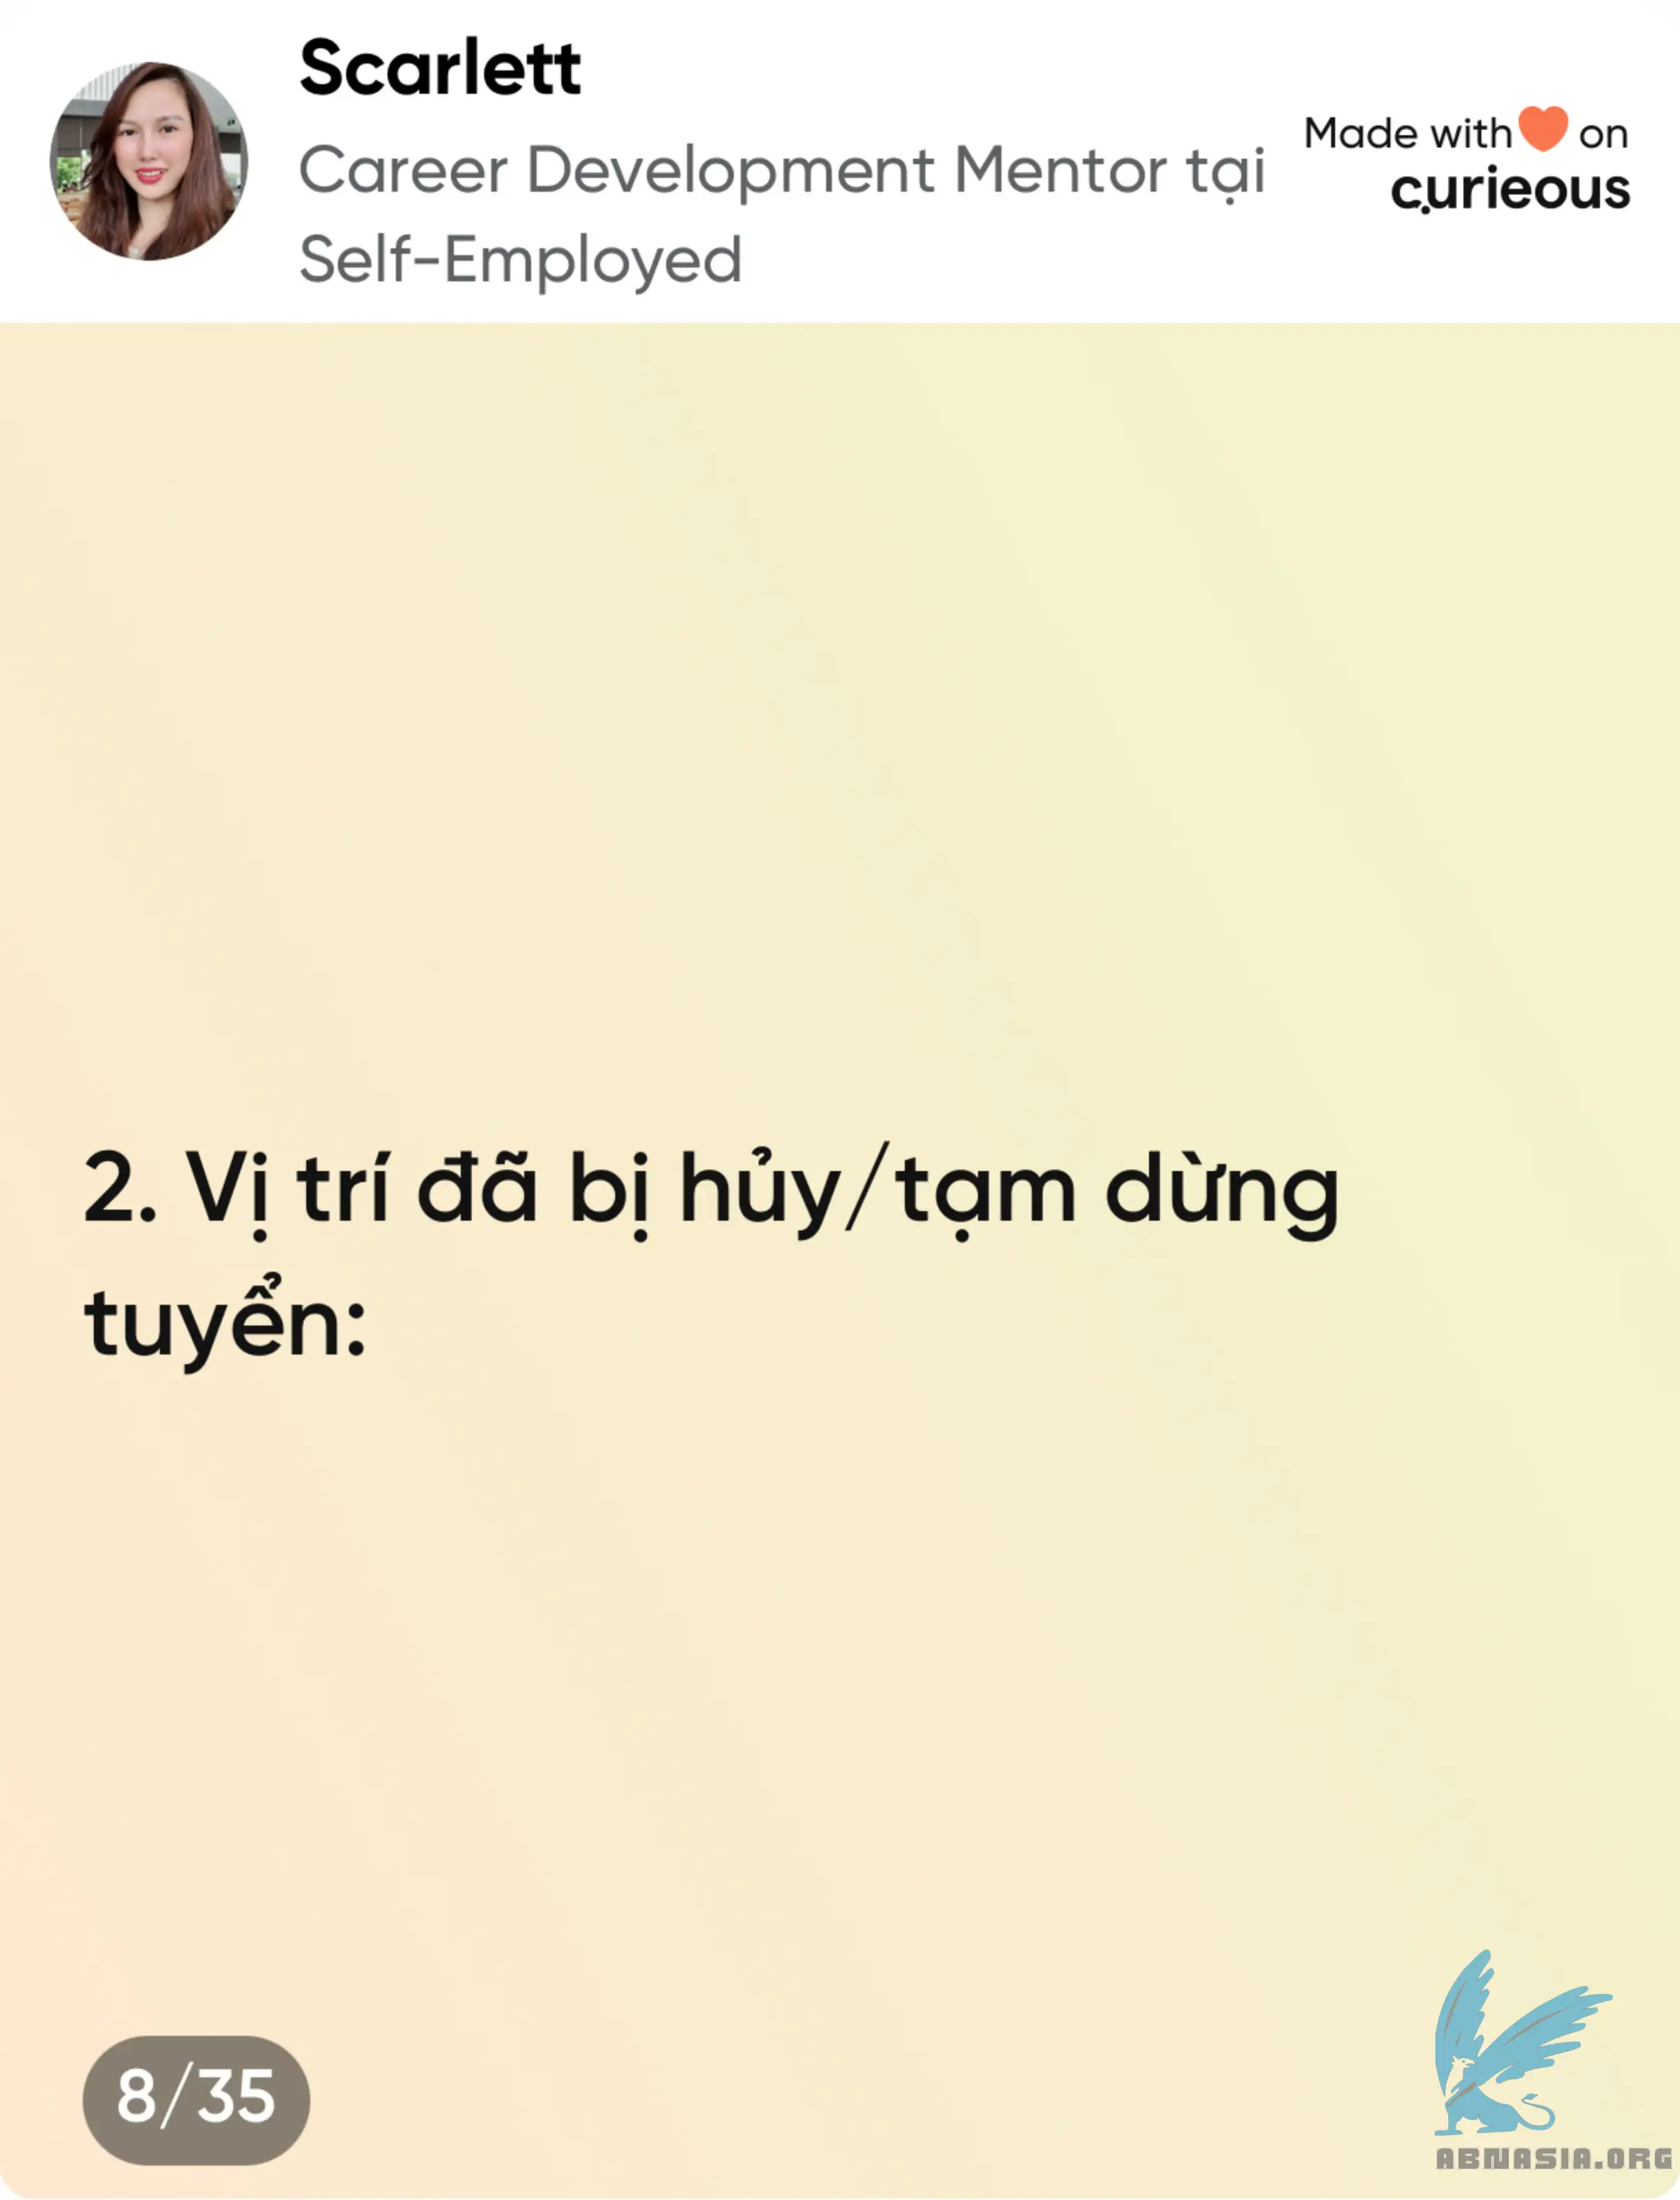 Scarlett
Career Development Mentor tại
Self-Employed
Made with on
curieous
2. Vị trí đã bị hủy/tạm dừng
tuyển:
8/35
ABNASIA.ORG